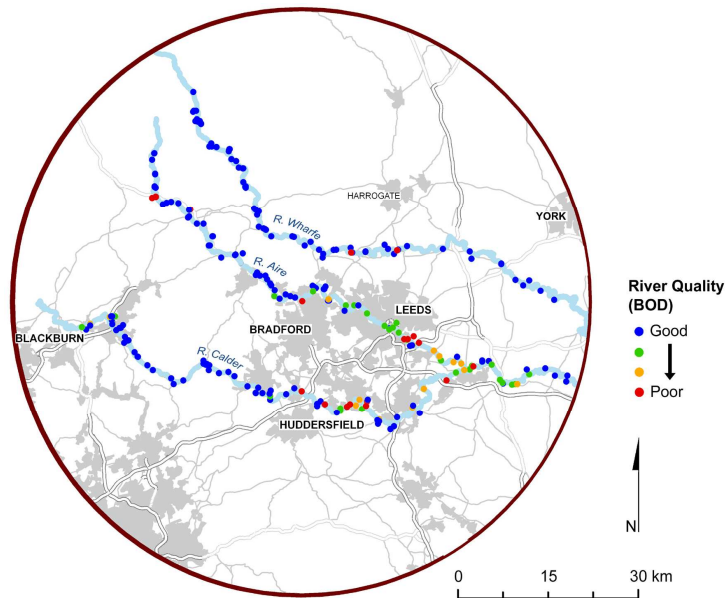 HARROGATE
YORK
R. Wharfe
R. Aire
LEEDS
BRADFORD
BLACKBURN
R. Calder
HUDDERSFIELD
River Quality
(BOD)
Good
Poor
N
0 15 30 km